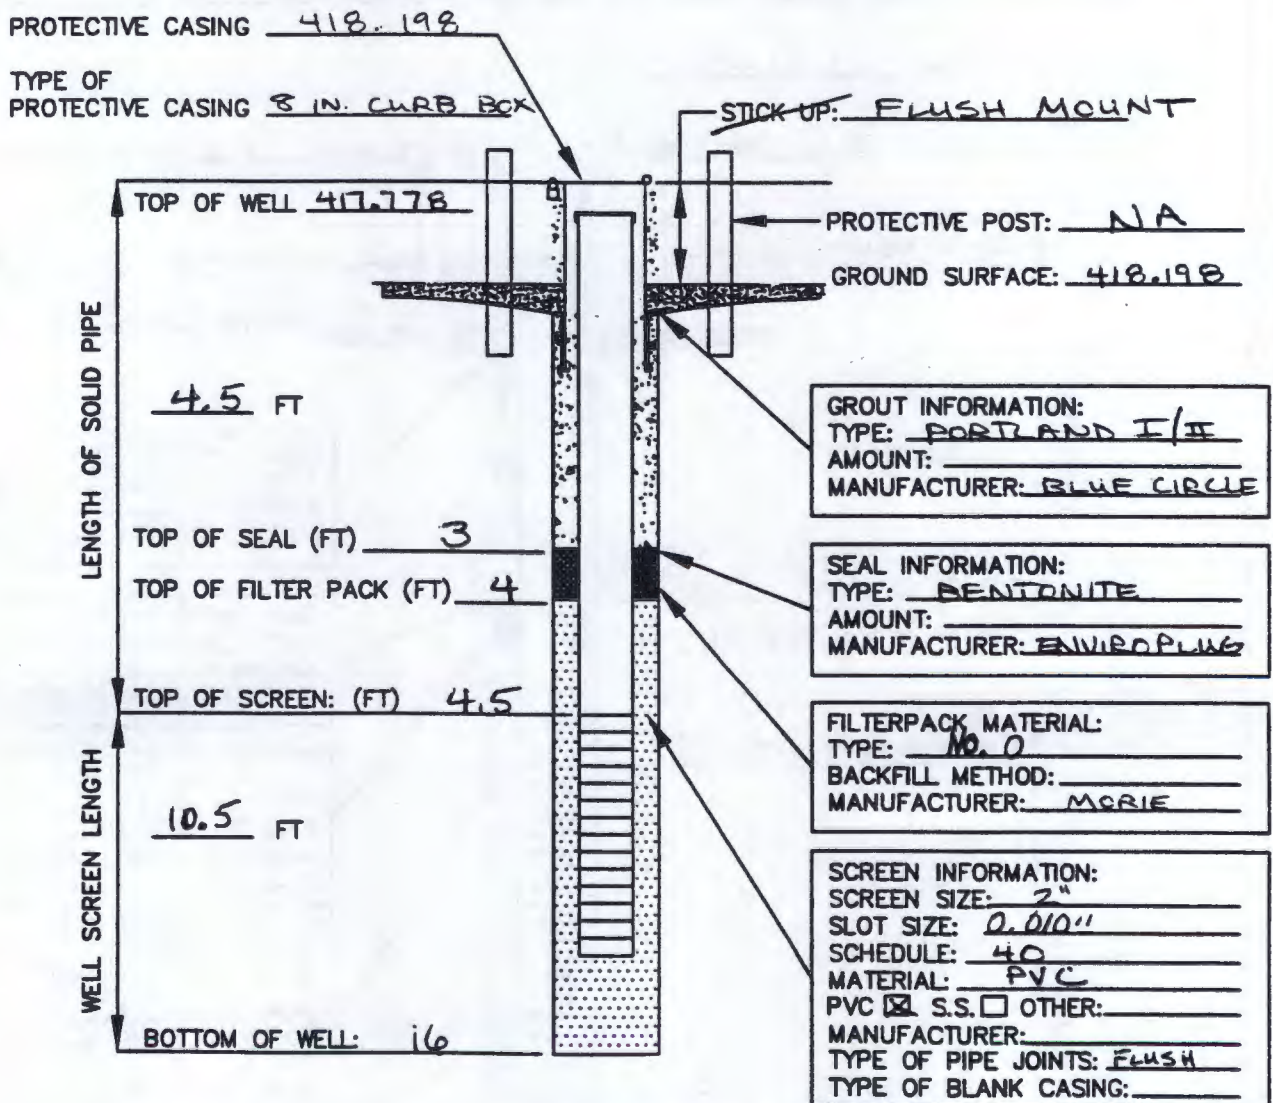 PROTECTIVE CASING 418.198
TYPE OF
PROTECTIVE CASING 8 IN. CURB BOX
STICK UP: FLUSH MOUNT
TOP OF WELL 417.778
PROTECTIVE POST: NA
GROUND SURFACE: 418.198
LENGTH OF SOLID PIPE
4.5 FT
GROUT INFORMATION:
TYPE: PORTLAND I/II
AMOUNT:
MANUFACTURER: BLUE CIRCLE
TOP OF SEAL (FT) 3
TOP OF FILTER PACK (FT) 4
SEAL INFORMATION:
TYPE: BENTONITE
AMOUNT:
MANUFACTURER: ENVIROPLUG
TOP OF SCREEN: (FT) 4.5
FILTERPACK MATERIAL:
TYPE: No. 0
BACKFILL METHOD:
MANUFACTURER: MORIE
WELL SCREEN LENGTH
10.5 FT
SCREEN INFORMATION:
SCREEN SIZE: 2"
SLOT SIZE: 0.010"
SCHEDULE: 40
MATERIAL: PVC
PVC ☒ S.S. ☐ OTHER:
MANUFACTURER:
TYPE OF PIPE JOINTS: FLUSH
TYPE OF BLANK CASING:
BOTTOM OF WELL: 16